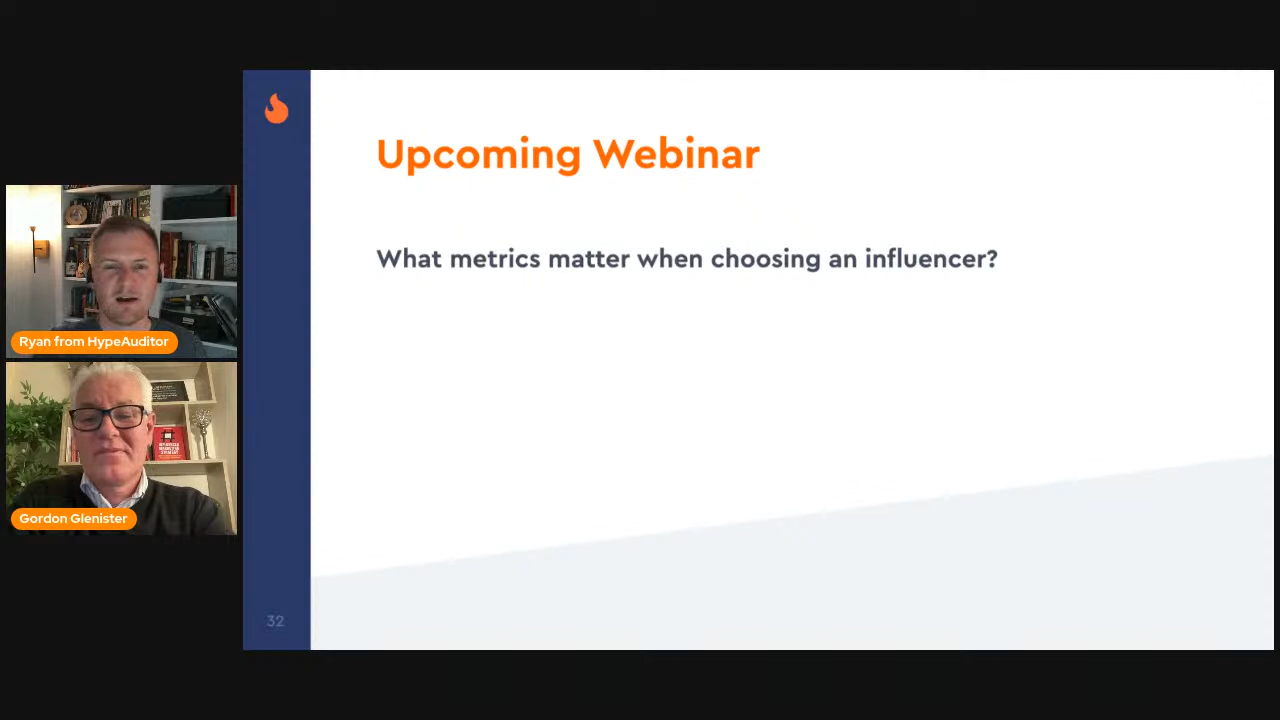 Upcoming Webinar
What metrics matter when choosing an influencer?
Ryan from HypeAuditor
Gordon Glenister
32